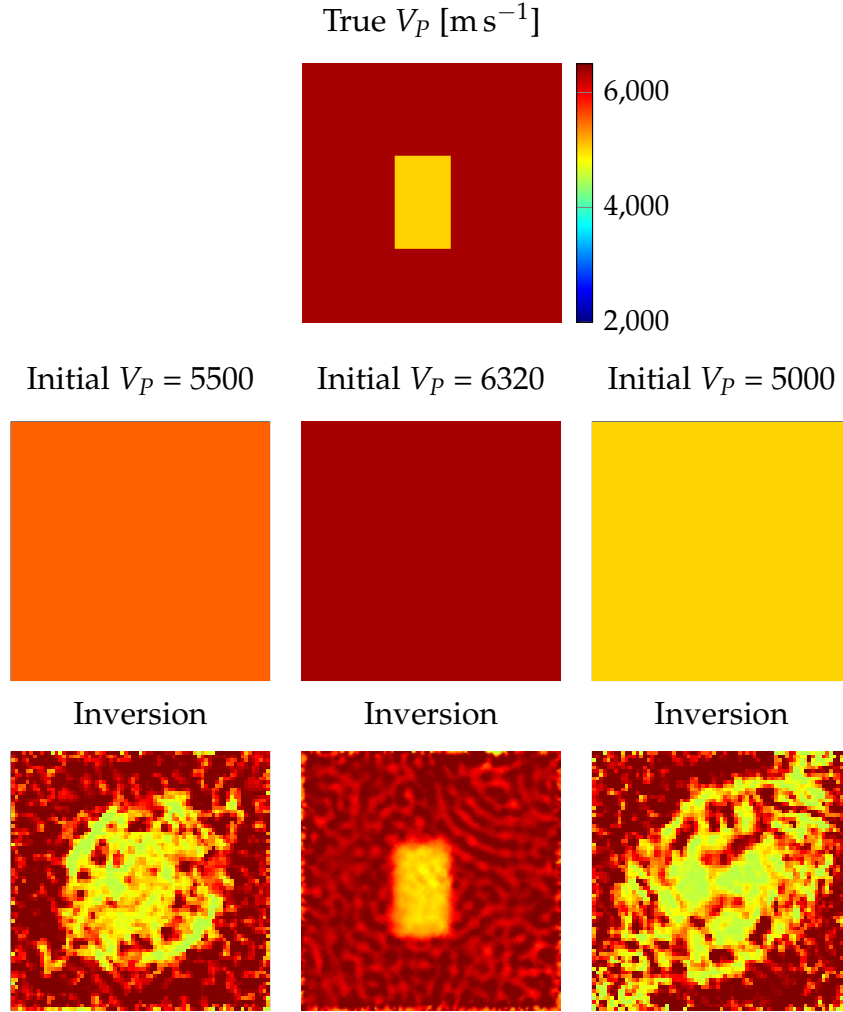 True V_P [m s⁻¹]
6,000
4,000
2,000
Initial V_P = 5500
Initial V_P = 6320
Initial V_P = 5000
Inversion
Inversion
Inversion